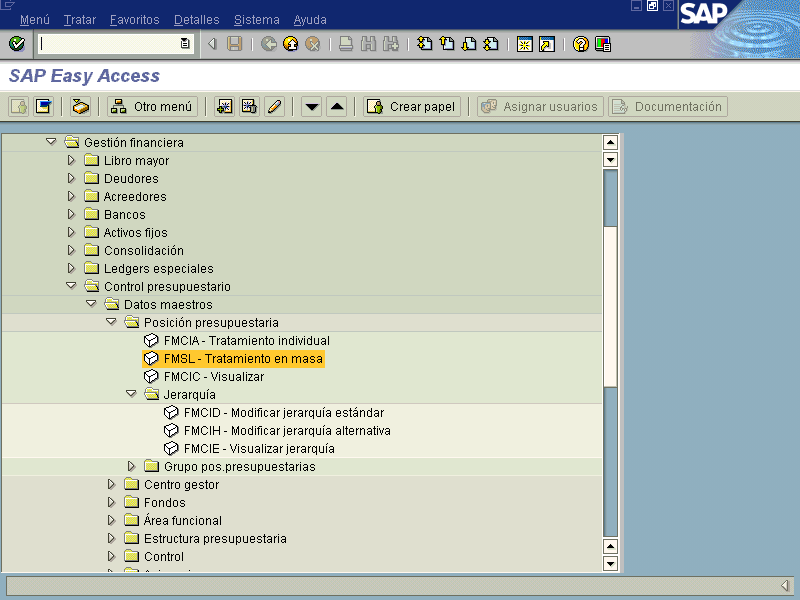 Menú Tratar Favoritos Detalles Sistema Ayuda
SAP
SAP Easy Access
Otro menú Crear papel Asignar usuarios Documentación
Gestión financiera
Libro mayor
Deudores
Acreedores
Bancos
Activos fijos
Consolidación
Ledgers especiales
Control presupuestario
Datos maestros
Posición presupuestaria
FMCIA - Tratamiento individual
FMSL - Tratamiento en masa
FMCIC - Visualizar
Jerarquía
FMCID - Modificar jerarquía estándar
FMCIH - Modificar jerarquía alternativa
FMCIE - Visualizar jerarquía
Grupo pos.presupuestarias
Centro gestor
Fondos
Área funcional
Estructura presupuestaria
Control